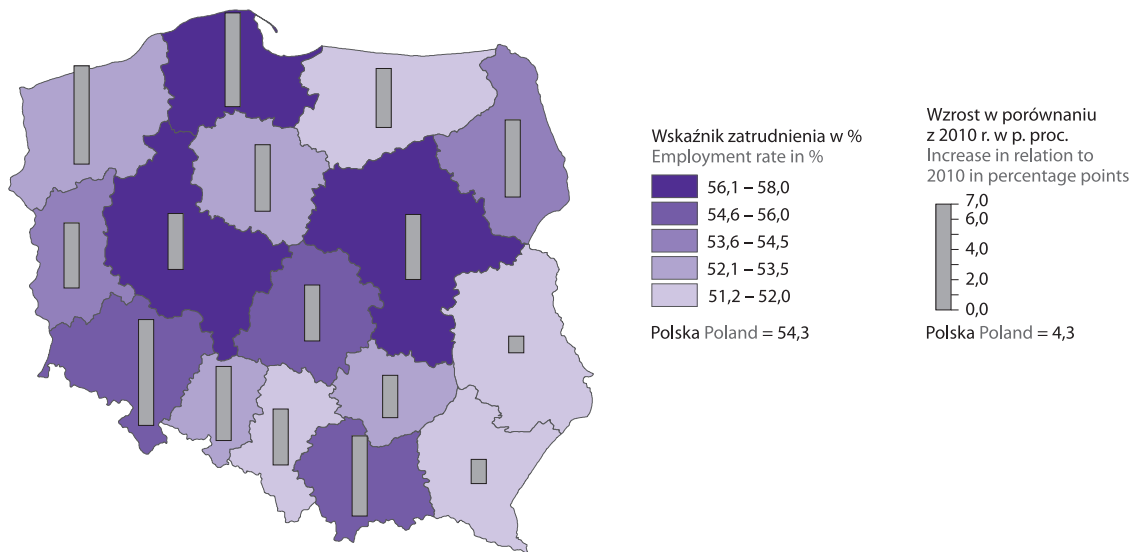 Wskaźnik zatrudnienia w %
Employment rate in %
56,1 – 58,0
54,6 – 56,0
53,6 – 54,5
52,1 – 53,5
51,2 – 52,0
Polska Poland = 54,3
Wzrost w porównaniu
z 2010 r. w p. proc.
Increase in relation to
2010 in percentage points
7,0
6,0
4,0
2,0
0,0
Polska Poland = 4,3